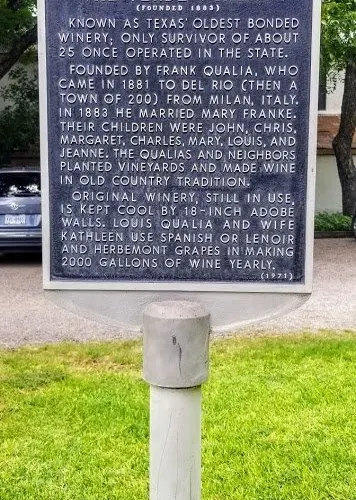 (FOUNDED 1883)
KNOWN AS TEXAS' OLDEST BONDED
WINERY, ONLY SURVIVOR OF ABOUT
25 ONCE OPERATED IN THE STATE.
FOUNDED BY FRANK QUALIA, WHO
CAME IN 1881 TO DEL RIO (THEN A
TOWN OF 200) FROM MILAN, ITALY.
IN 1883 HE MARRIED MARY FRANKE.
THEIR CHILDREN WERE JOHN, CHRIS,
MARGARET, CHARLES, MARY, LOUIS, AND
JEANNE. THE QUALIAS AND NEIGHBORS
PLANTED VINEYARDS AND MADE WINE
IN OLD COUNTRY TRADITION.
ORIGINAL WINERY, STILL IN USE,
IS KEPT COOL BY 18-INCH ADOBE
WALLS. LOUIS QUALIA AND WIFE
KATHLEEN USE SPANISH OR LENOIR
AND HERBEMONT GRAPES IN MAKING
2000 GALLONS OF WINE YEARLY.
(1971)